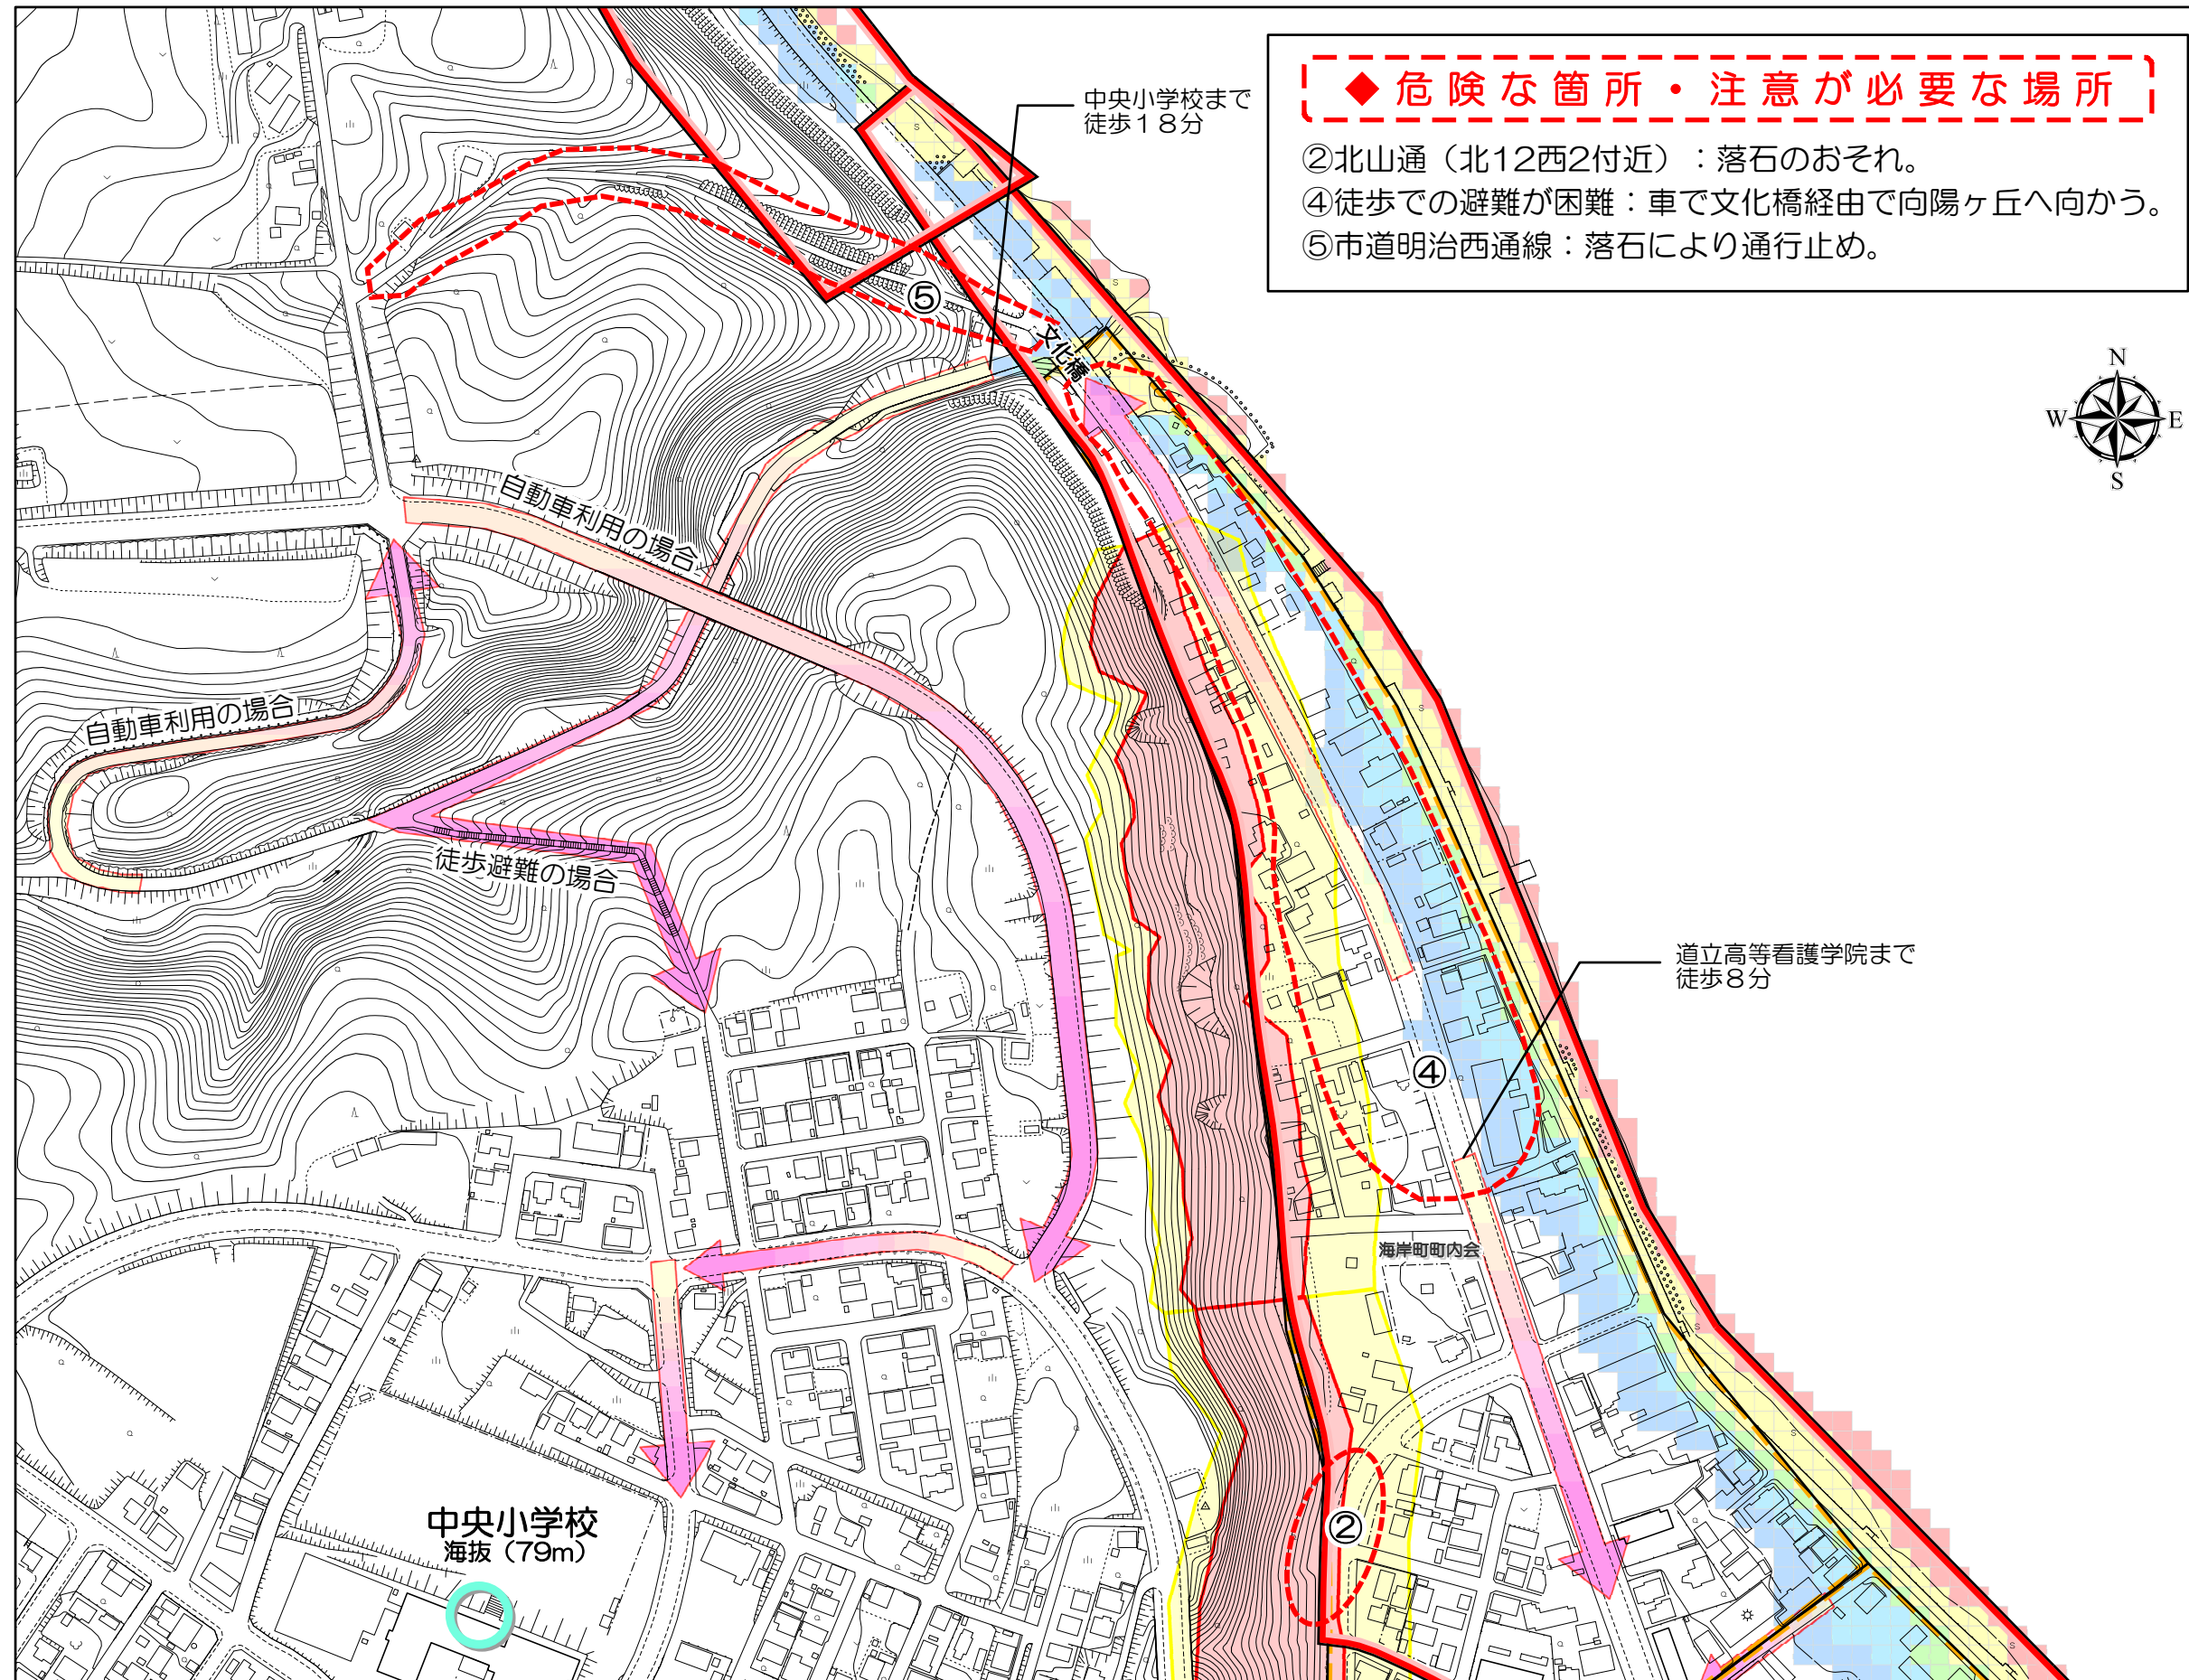 ◆危険な箇所・注意が必要な場所
②北山通（北12西2付近）：落石のおそれ。
④徒歩での避難が困難：車で文化橋経由で向陽ヶ丘へ向かう。
⑤市道明治西通線：落石により通行止め。
中央小学校まで
徒歩１８分
N
W
E
S
⑤
文化橋
自動車利用の場合
自動車利用の場合
徒歩避難の場合
道立高等看護学院まで
徒歩８分
④
海岸町町内会
②
中央小学校
海抜（79m）